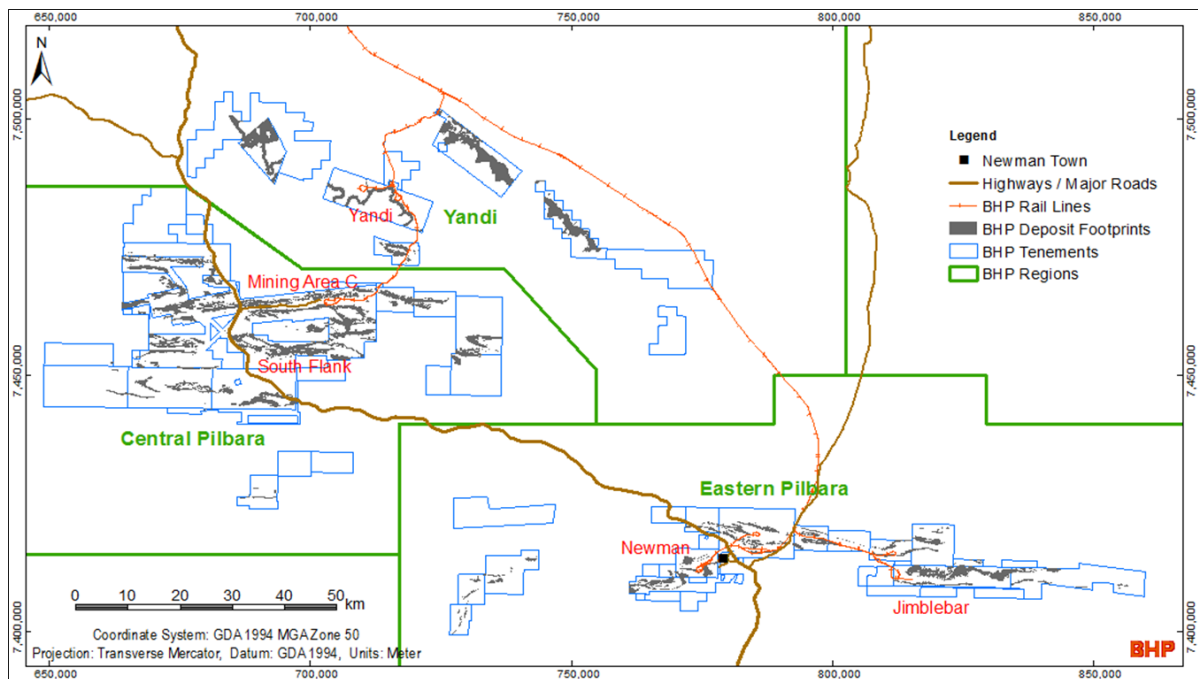 650,000
700,000
750,000
800,000
850,000
N
7,500,000
7,500,000
Legend
Newman Town
Highways / Major Roads
BHP Rail Lines
BHP Deposit Footprints
BHP Tenements
BHP Regions
Yandi
Yandi
Mining Area C
South Flank
7,450,000
7,450,000
Central Pilbara
Eastern Pilbara
Newman
Jimblebar
0 10 20 30 40 50
km
7,400,000
7,400,000
Coordinate System: GDA 1994 MGAZone 50
Projection: Transverse Mercator, Datum: GDA 1994, Units: Meter
BHP
650,000
700,000
750,000
800,000
850,000